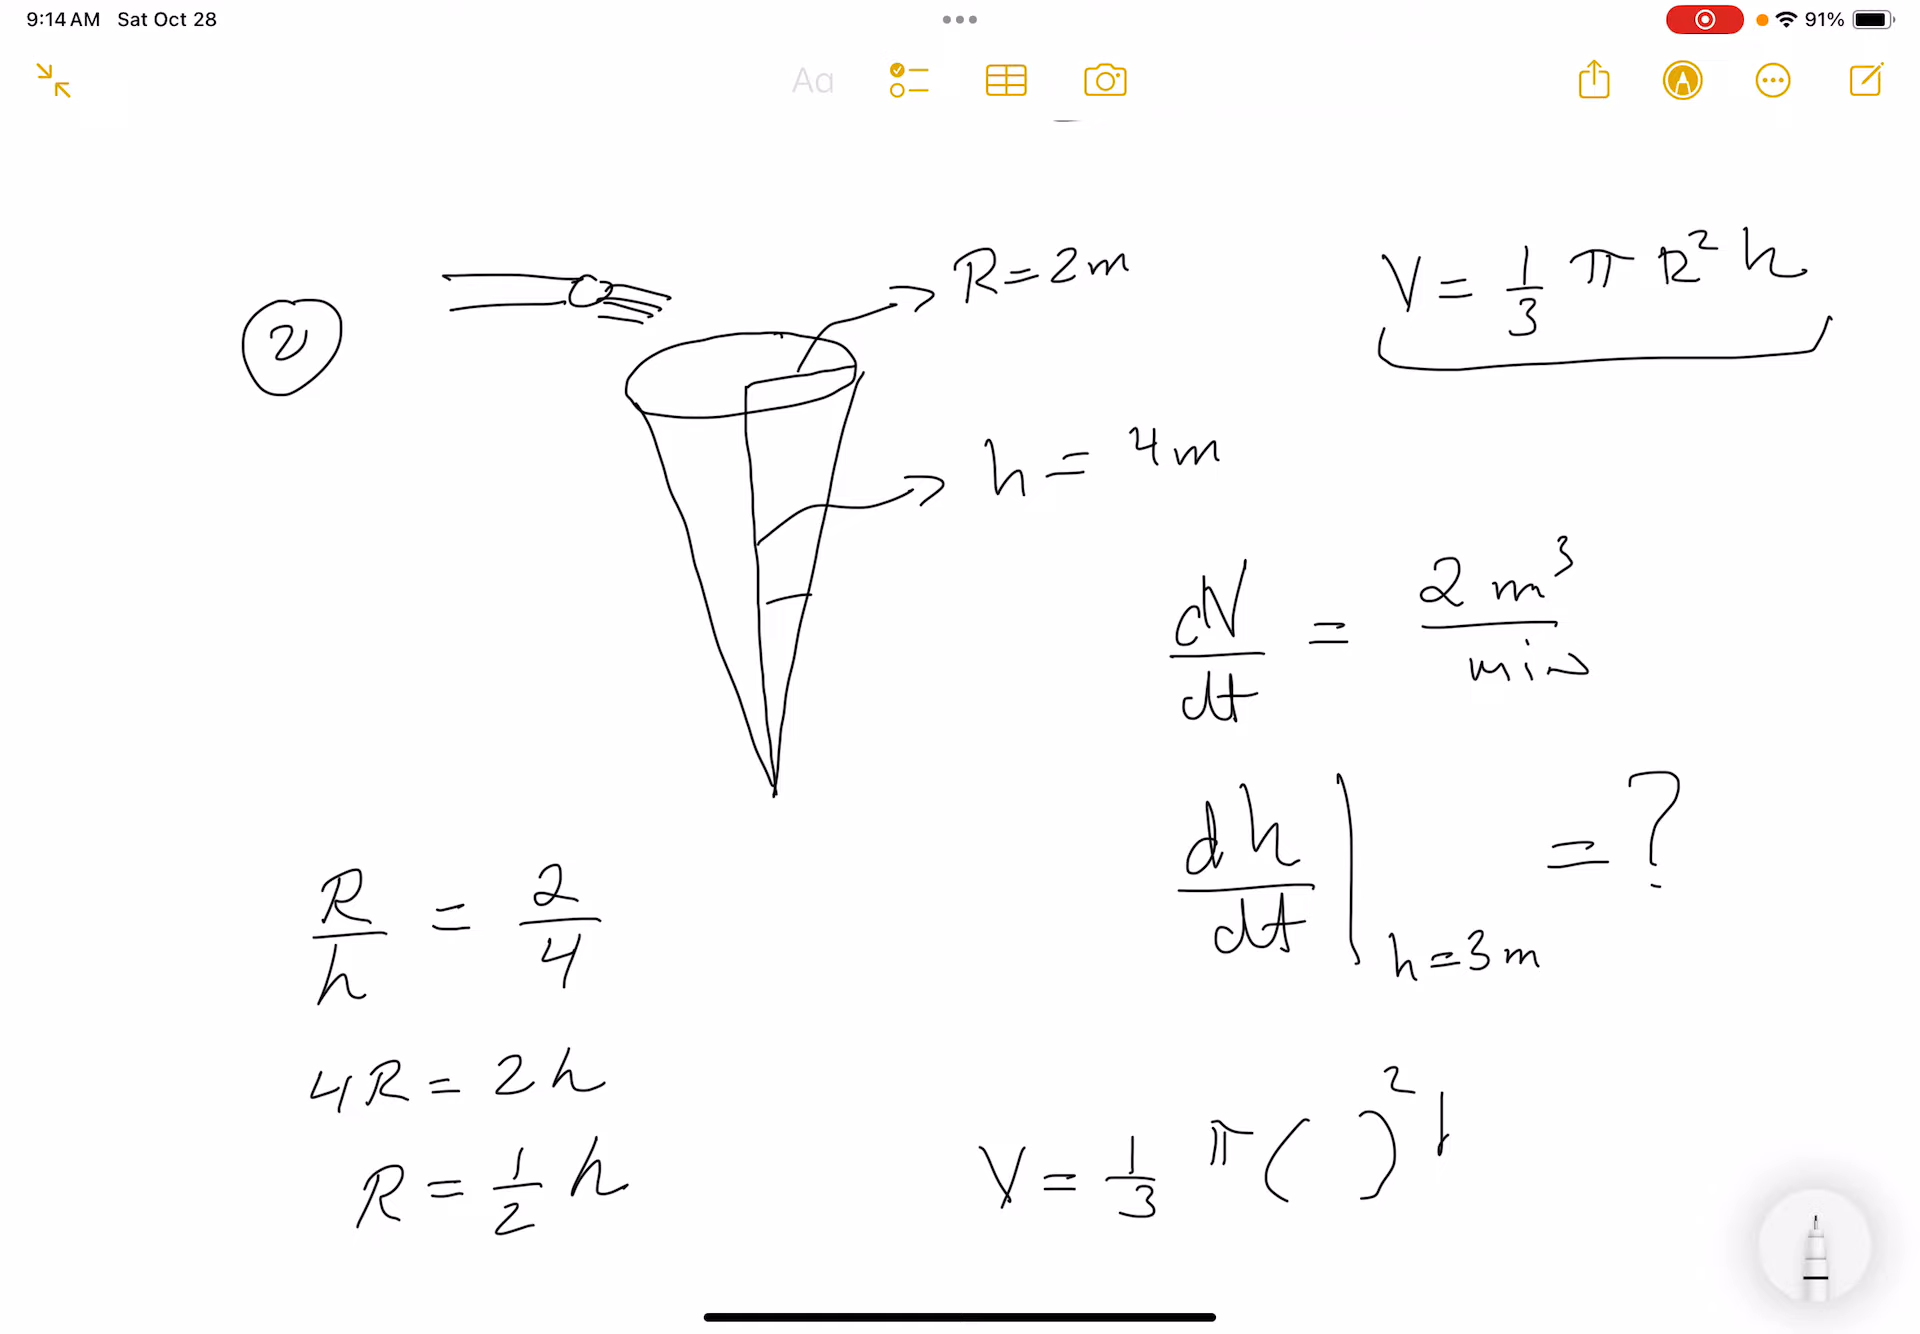 9:14 AM Sat Oct 28
91%
Aa
2
R = 2m
V = 1/3 π R² h
h = 4m
dV/dt = 2 m³/min
dh/dt | h=3m = ?
R/h = 2/4
4R = 2h
R = 1/2 h
V = 1/3 π ( )²